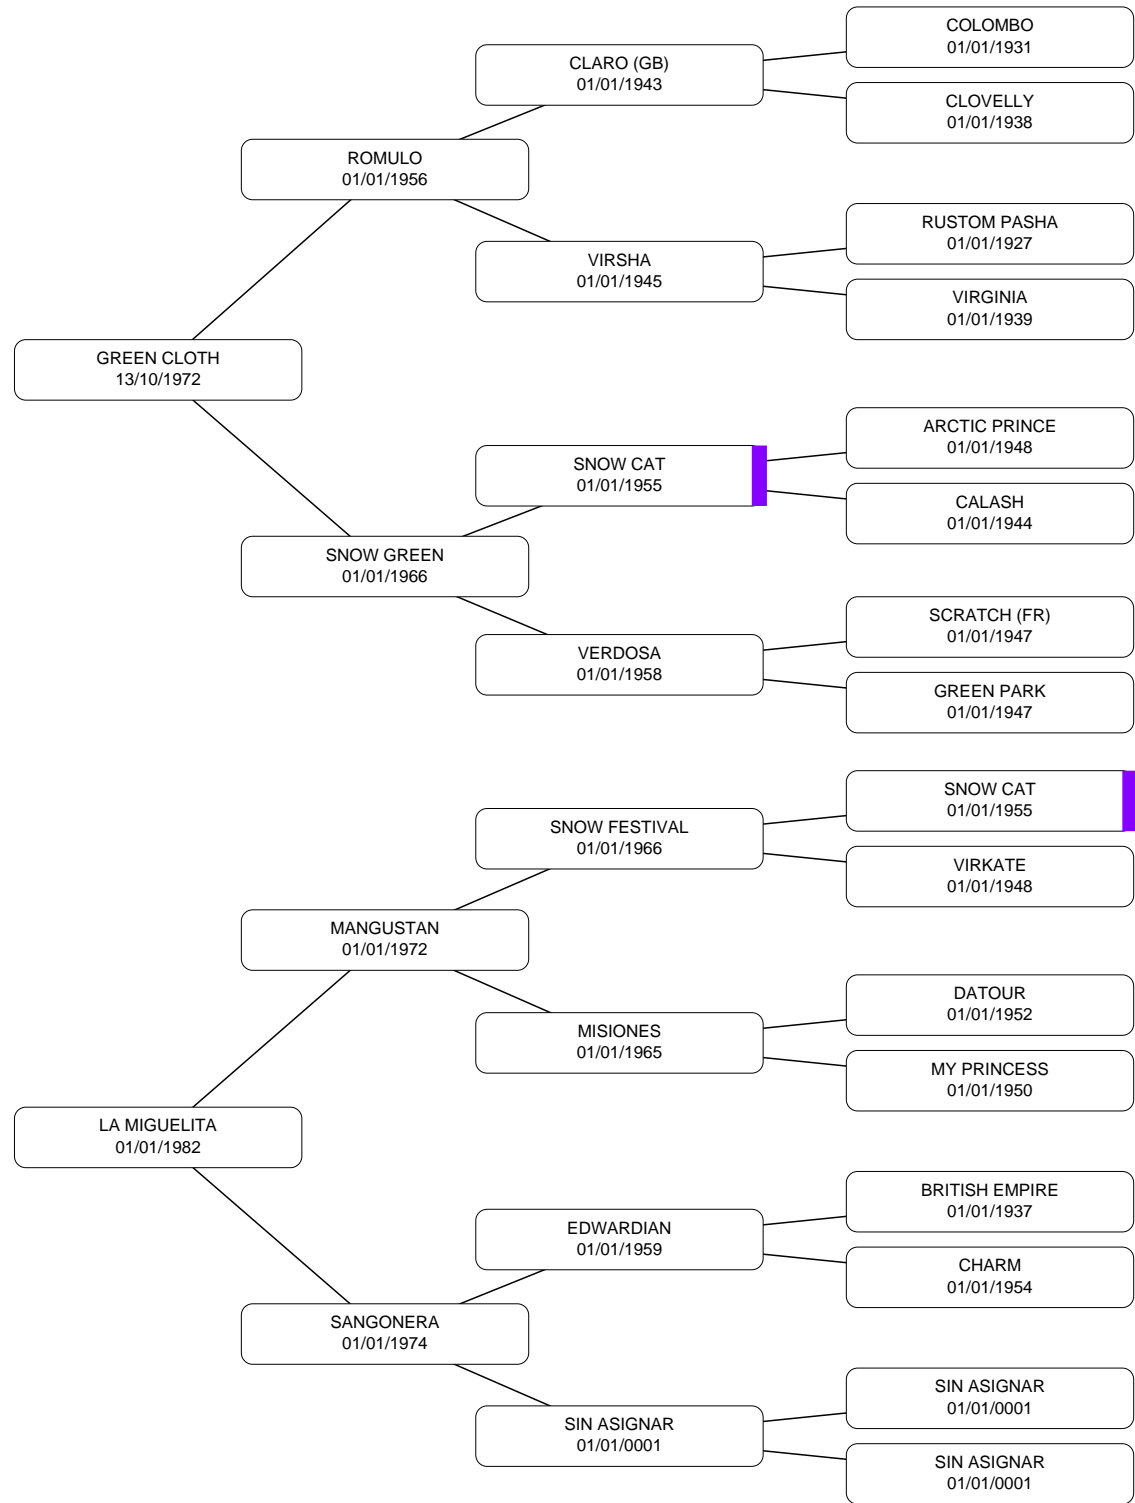 COLOMBO
01/01/1931
CLARO (GB)
01/01/1943
CLOVELLY
01/01/1938
ROMULO
01/01/1956
RUSTOM PASHA
01/01/1927
VIRSHA
01/01/1945
VIRGINIA
01/01/1939
GREEN CLOTH
13/10/1972
ARCTIC PRINCE
01/01/1948
SNOW CAT
01/01/1955
CALASH
01/01/1944
SNOW GREEN
01/01/1966
SCRATCH (FR)
01/01/1947
VERDOSA
01/01/1958
GREEN PARK
01/01/1947
SNOW CAT
01/01/1955
SNOW FESTIVAL
01/01/1966
VIRKATE
01/01/1948
MANGUSTAN
01/01/1972
DATOUR
01/01/1952
MISIONES
01/01/1965
MY PRINCESS
01/01/1950
LA MIGUELITA
01/01/1982
BRITISH EMPIRE
01/01/1937
EDWARDIAN
01/01/1959
CHARM
01/01/1954
SANGONERA
01/01/1974
SIN ASIGNAR
01/01/0001
SIN ASIGNAR
01/01/0001
SIN ASIGNAR
01/01/0001